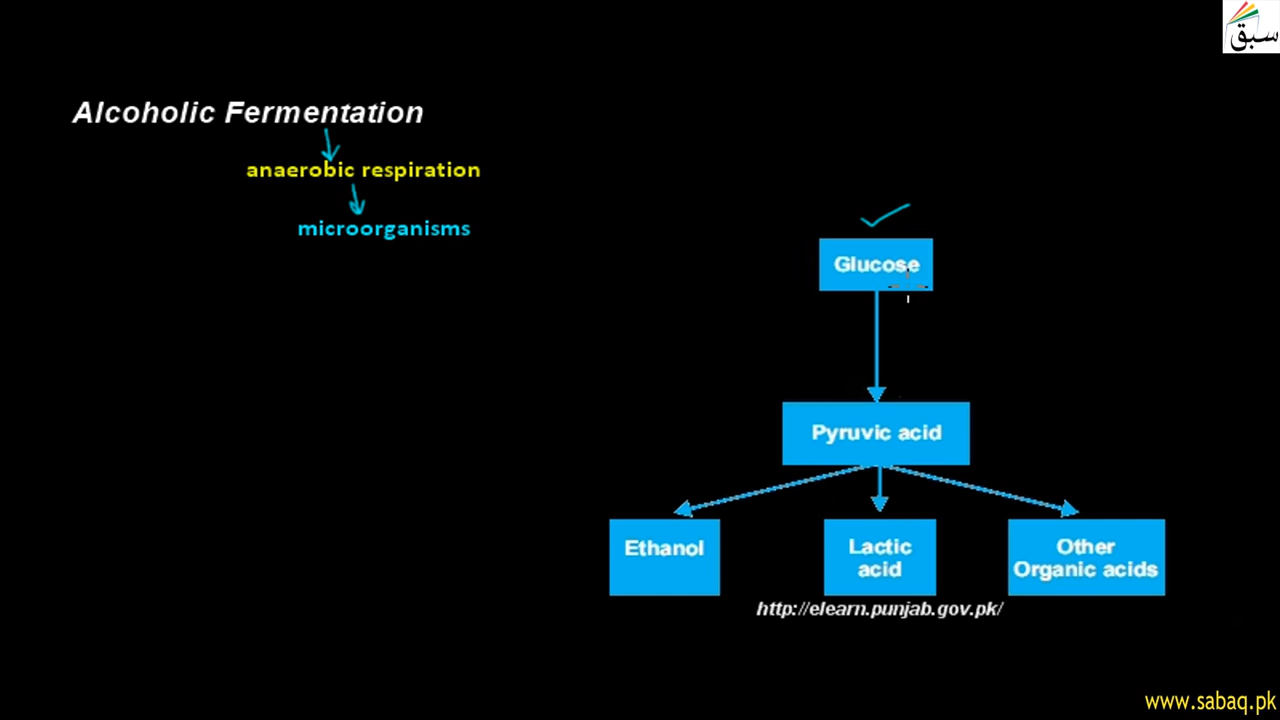 سبق
Alcoholic Fermentation
anaerobic respiration
microorganisms
Glucose
Pyruvic acid
Ethanol
Lactic
acid
Other
Organic acids
http://elearn.punjab.gov.pk/
www.sabaq.pk